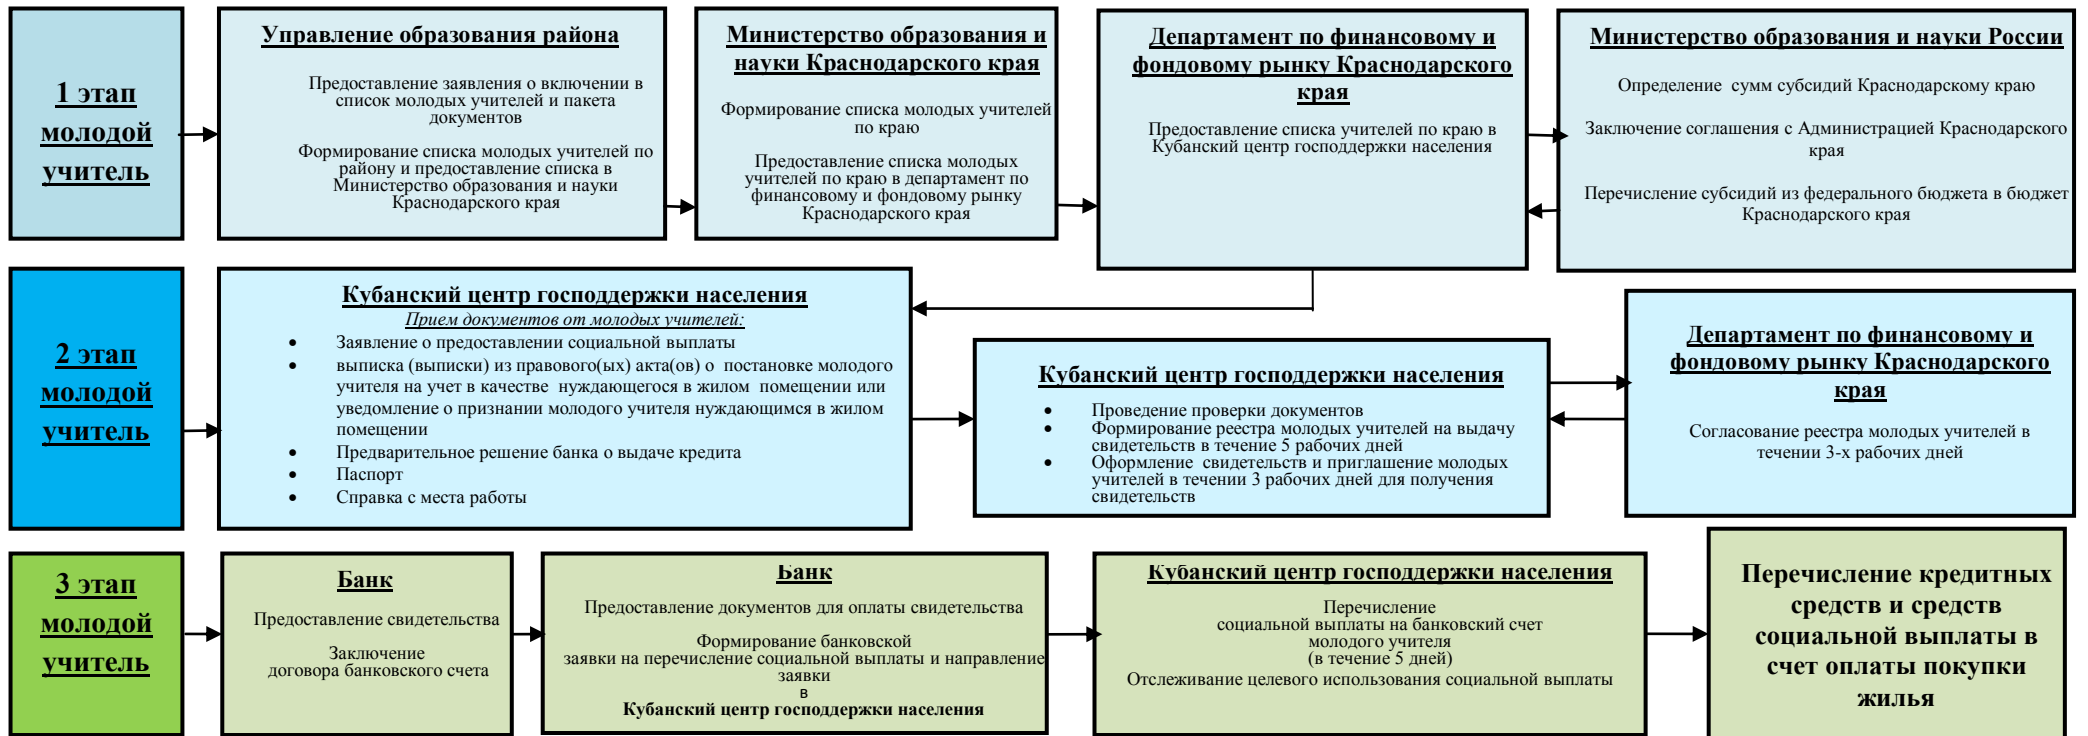 1 этап
молодой
учитель
Управление образования района
Предоставление заявления о включении в
список молодых учителей и пакета
документов
Формирование списка молодых учителей по
району и предоставление списка в
Министерство образования и науки
Краснодарского края
Министерство образования и
науки Краснодарского края
Формирование списка молодых учителей
по краю
Предоставление списка молодых
учителей по краю в департамент по
финансовому и фондовому рынку
Краснодарского края
Департамент по финансовому и
фондовому рынку Краснодарского
края
Предоставление списка учителей по краю в
Кубанский центр господдержки населения
Министерство образования и науки России
Определение сумм субсидий Краснодарскому краю
Заключение соглашения с Администрацией Краснодарского
края
Перечисление субсидий из федерального бюджета в бюджет
Краснодарского края
2 этап
молодой
учитель
Кубанский центр господдержки населения
Прием документов от молодых учителей:
• Заявление о предоставлении социальной выплаты
• выписка (выписки) из правового(ых) акта(ов) о постановке молодого
учителя на учет в качестве нуждающегося в жилом помещении или
уведомление о признании молодого учителя нуждающимся в жилом
помещении
• Предварительное решение банка о выдаче кредита
• Паспорт
• Справка с места работы
Кубанский центр господдержки населения
• Проведение проверки документов
• Формирование реестра молодых учителей на выдачу
свидетельств в течение 5 рабочих дней
• Оформление свидетельств и приглашение молодых
учителей в течении 3 рабочих дней для получения
свидетельств
Департамент по финансовому и
фондовому рынку Краснодарского
края
Согласование реестра молодых учителей в
течении 3-х рабочих дней
3 этап
молодой
учитель
Банк
Предоставление свидетельства
Заключение
договора банковского счета
Банк
Предоставление документов для оплаты свидетельства
Формирование банковской
заявки на перечисление социальной выплаты и направление
заявки
в
Кубанский центр господдержки населения
Кубанский центр господдержки населения
Перечисление
социальной выплаты на банковский счет
молодого учителя
(в течение 5 дней)
Отслеживание целевого использования социальной выплаты
Перечисление кредитных
средств и средств
социальной выплаты в
счет оплаты покупки
жилья